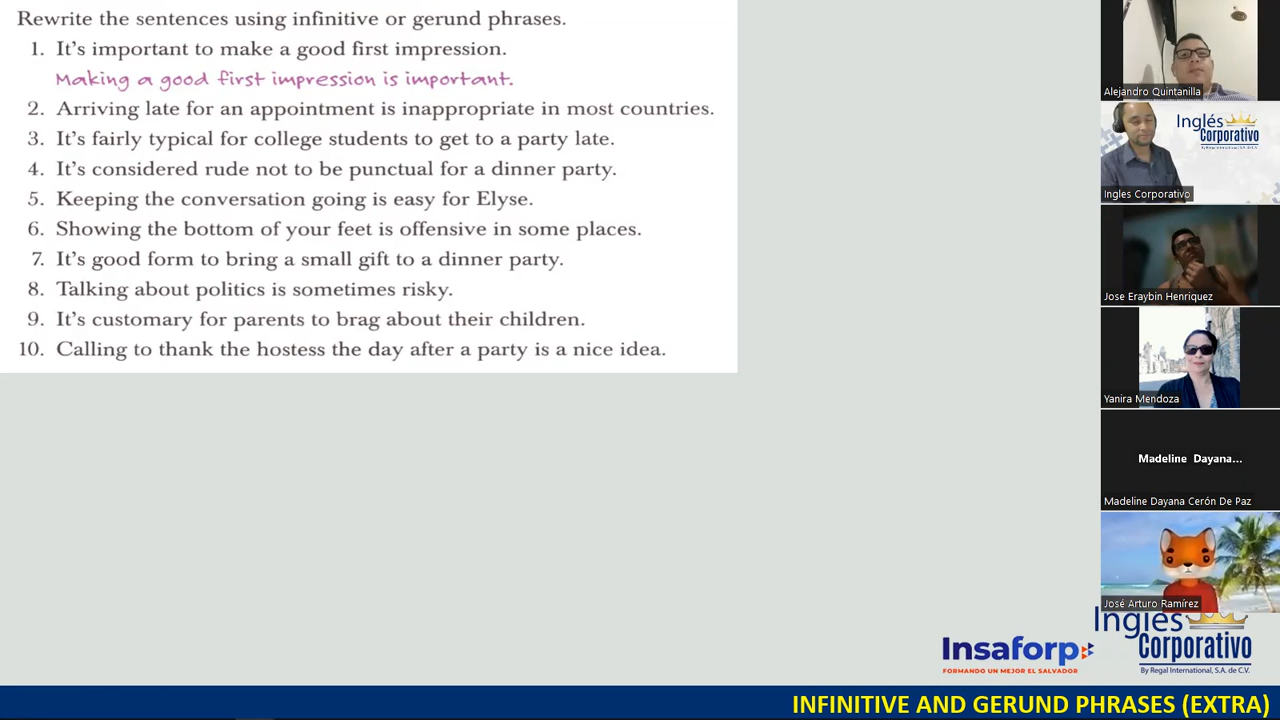 Rewrite the sentences using infinitive or gerund phrases.
1. It's important to make a good first impression.
Making a good first impression is important.
2. Arriving late for an appointment is inappropriate in most countries.
3. It's fairly typical for college students to get to a party late.
4. It's considered rude not to be punctual for a dinner party.
5. Keeping the conversation going is easy for Elyse.
6. Showing the bottom of your feet is offensive in some places.
7. It's good form to bring a small gift to a dinner party.
8. Talking about politics is sometimes risky.
9. It's customary for parents to brag about their children.
10. Calling to thank the hostess the day after a party is a nice idea.
Alejandro Quintanilla
Inglés
Corporativo
By Regal International, S.A. de C.V.
Ingles Corporativo
Jose Eraybin Henriquez
Yanira Mendoza
Madeline Dayana...
Madeline Dayana Cerón De Paz
José Arturo Ramírez
Insaforp
FORMANDO UN MEJOR EL SALVADOR
Inglés
Corporativo
By Regal International, S.A. de C.V.
INFINITIVE AND GERUND PHRASES (EXTRA)